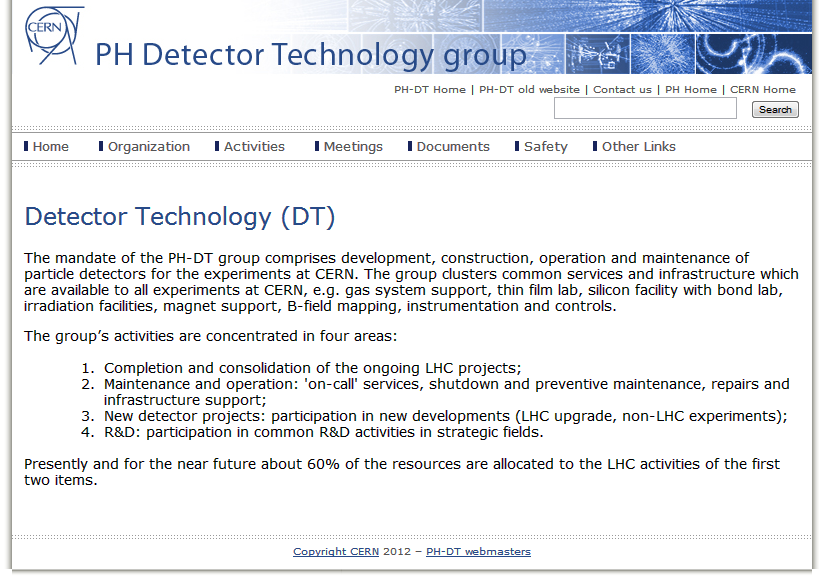 CERN
PH Detector Technology group
PH-DT Home | PH-DT old website | Contact us | PH Home | CERN Home
Search
Home Organization Activities Meetings Documents Safety Other Links
Detector Technology (DT)
The mandate of the PH-DT group comprises development, construction, operation and maintenance of
particle detectors for the experiments at CERN. The group clusters common services and infrastructure which
are available to all experiments at CERN, e.g. gas system support, thin film lab, silicon facility with bond lab,
irradiation facilities, magnet support, B-field mapping, instrumentation and controls.
The group's activities are concentrated in four areas:
1. Completion and consolidation of the ongoing LHC projects;
2. Maintenance and operation: 'on-call' services, shutdown and preventive maintenance, repairs and
infrastructure support;
3. New detector projects: participation in new developments (LHC upgrade, non-LHC experiments);
4. R&D: participation in common R&D activities in strategic fields.
Presently and for the near future about 60% of the resources are allocated to the LHC activities of the first
two items.
Copyright CERN 2012 – PH-DT webmasters